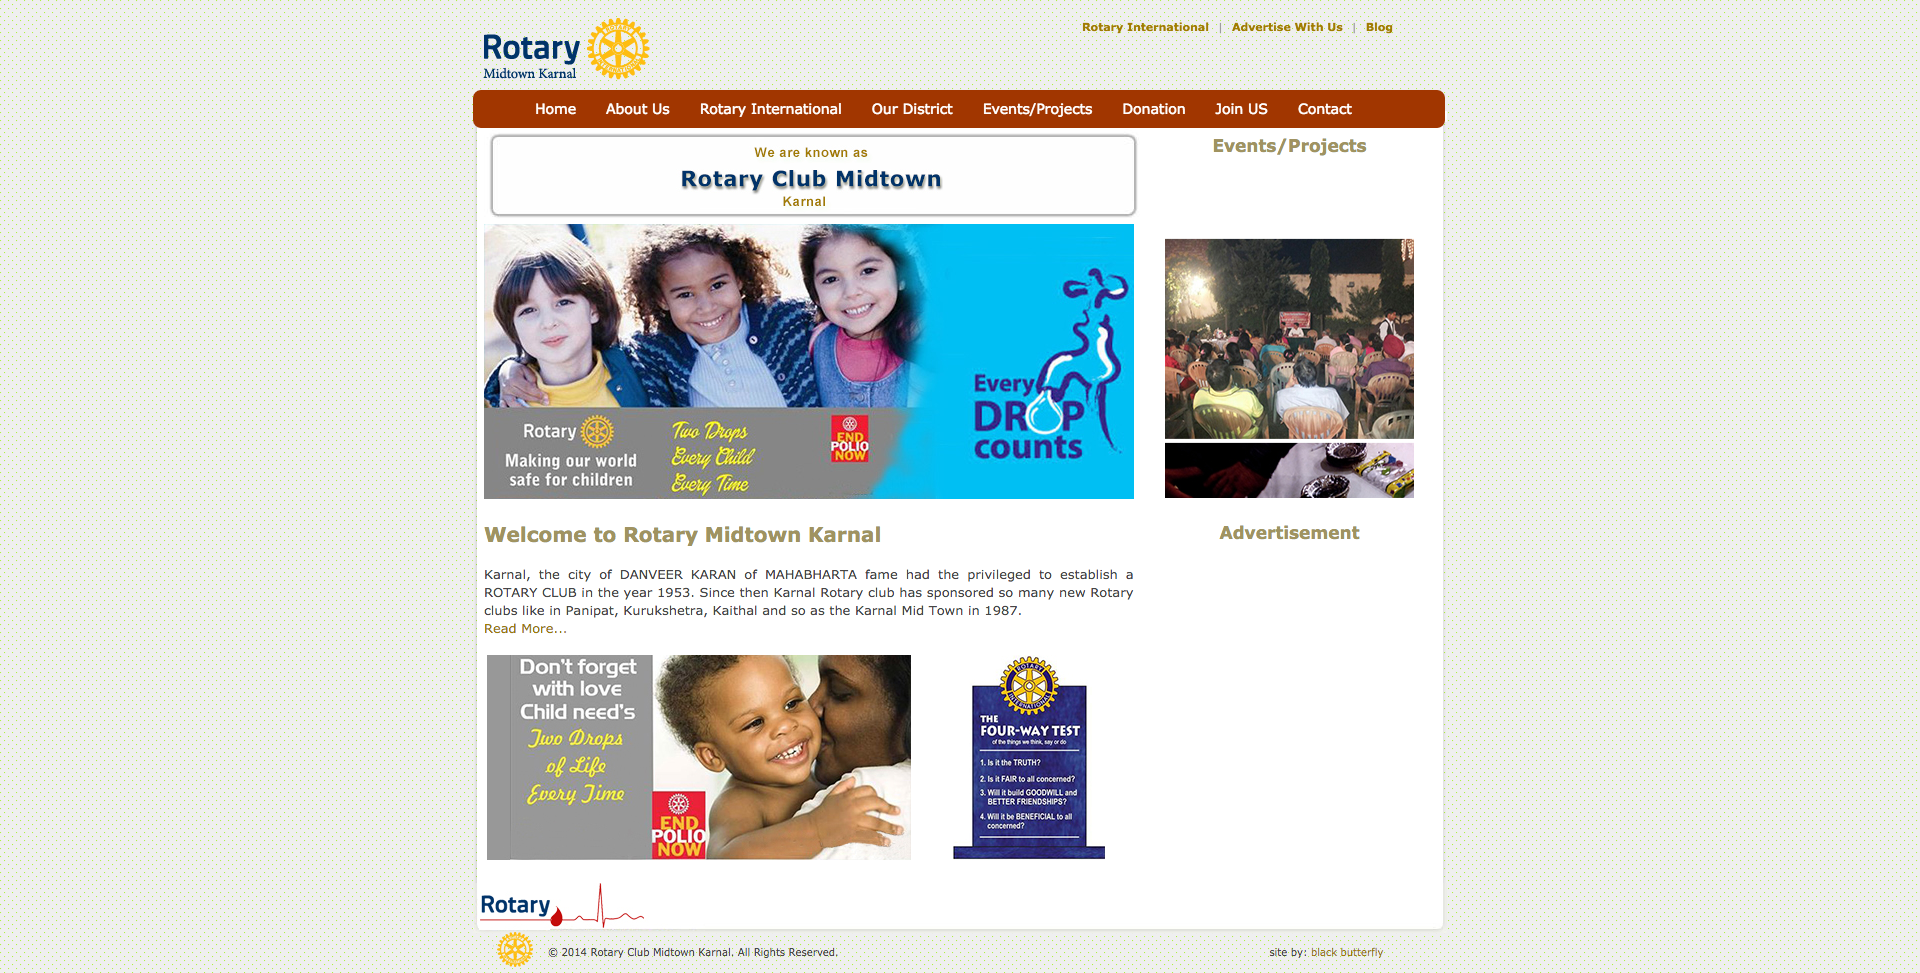 Rotary
Midtown Karnal
Rotary International | Advertise With Us | Blog
Home About Us Rotary International Our District Events/Projects Donation Join US Contact
We are known as
Rotary Club Midtown
Karnal
Events/Projects
Rotary
Making our world
safe for children
Two Drops
Every Child
Every Time
END
POLIO
NOW
Every
DROP
counts
Welcome to Rotary Midtown Karnal
Karnal, the city of DANVEER KARAN of MAHABHARTA fame had the privileged to establish a
ROTARY CLUB in the year 1953. Since then Karnal Rotary club has sponsored so many new Rotary
clubs like in Panipat, Kurukshetra, Kaithal and so as the Karnal Mid Town in 1987.
Read More...
Advertisement
Don't forget
with love
Child need's
Two Drops
of Life
Every Time
END
POLIO
NOW
ROTARY
INTERNATIONAL
THE
FOUR-WAY TEST
of the things we think, say or do
1. Is it the TRUTH?
2. Is it FAIR to all concerned?
3. Will it build GOODWILL and
BETTER FRIENDSHIPS?
4. Will it be BENEFICIAL to all
concerned?
Rotary
© 2014 Rotary Club Midtown Karnal. All Rights Reserved.
site by: black butterfly